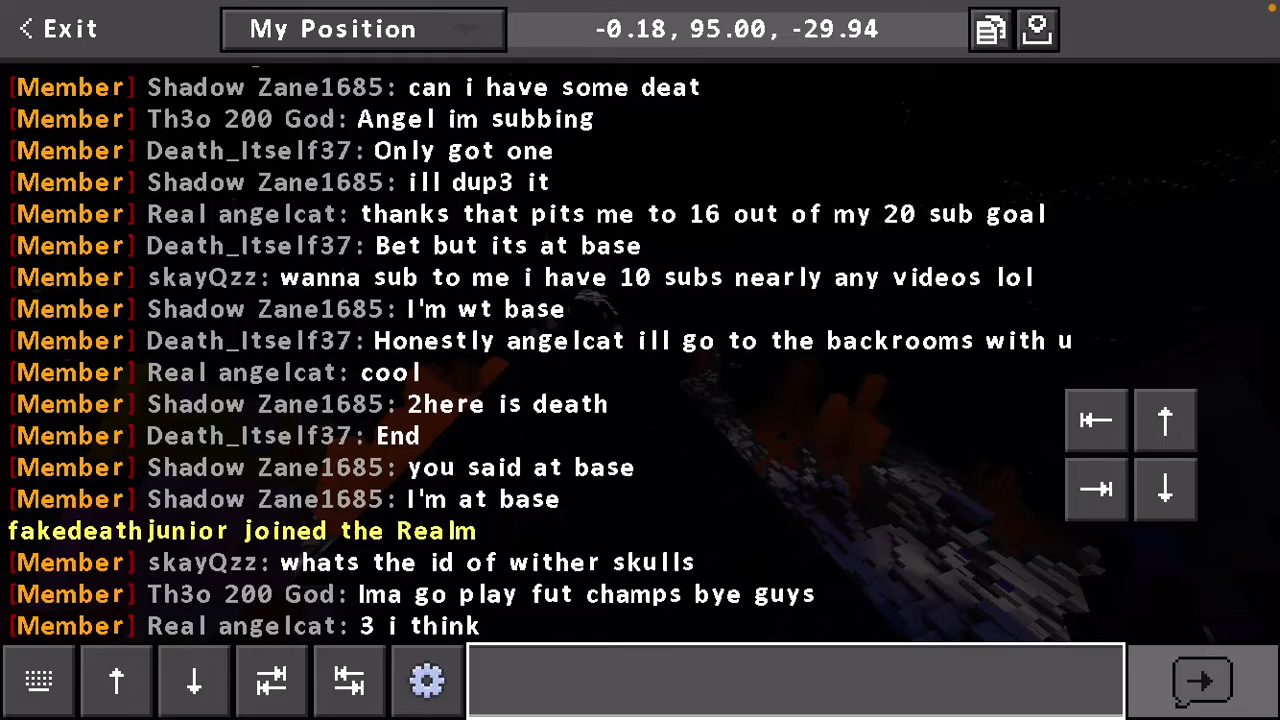 Exit
My Position
-0.18, 95.00, -29.94
[Member] Shadow Zane1685: can i have some deat
[Member] Th3o 200 God: Angel im subbing
[Member] Death_Itself37: Only got one
[Member] Shadow Zane1685: ill dup3 it
[Member] Real angelcat: thanks that pits me to 16 out of my 20 sub goal
[Member] Death_Itself37: Bet but its at base
[Member] skayQzz: wanna sub to me i have 10 subs nearly any videos lol
[Member] Shadow Zane1685: I'm wt base
[Member] Death_Itself37: Honestly angelcat ill go to the backrooms with u
[Member] Real angelcat: cool
[Member] Shadow Zane1685: 2here is death
[Member] Death_Itself37: End
[Member] Shadow Zane1685: you said at base
[Member] Shadow Zane1685: I'm at base
fakedeathjunior joined the Realm
[Member] skayQzz: whats the id of wither skulls
[Member] Th3o 200 God: Ima go play fut champs bye guys
[Member] Real angelcat: 3 i think